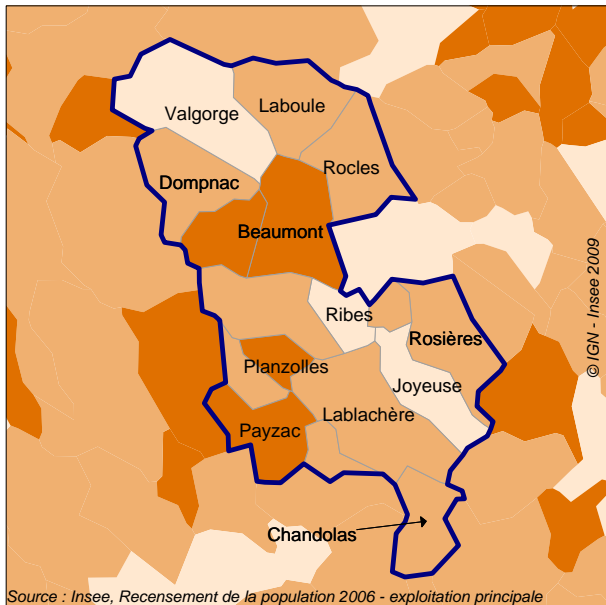 Valgorge
Laboule
Rocles
Dompnac
Beaumont
Ribes
Rosières
Planzolles
Joyeuse
Lablachère
Payzac
Chandolas
© IGN - Insee 2009
Source : Insee, Recensement de la population 2006 - exploitation principale